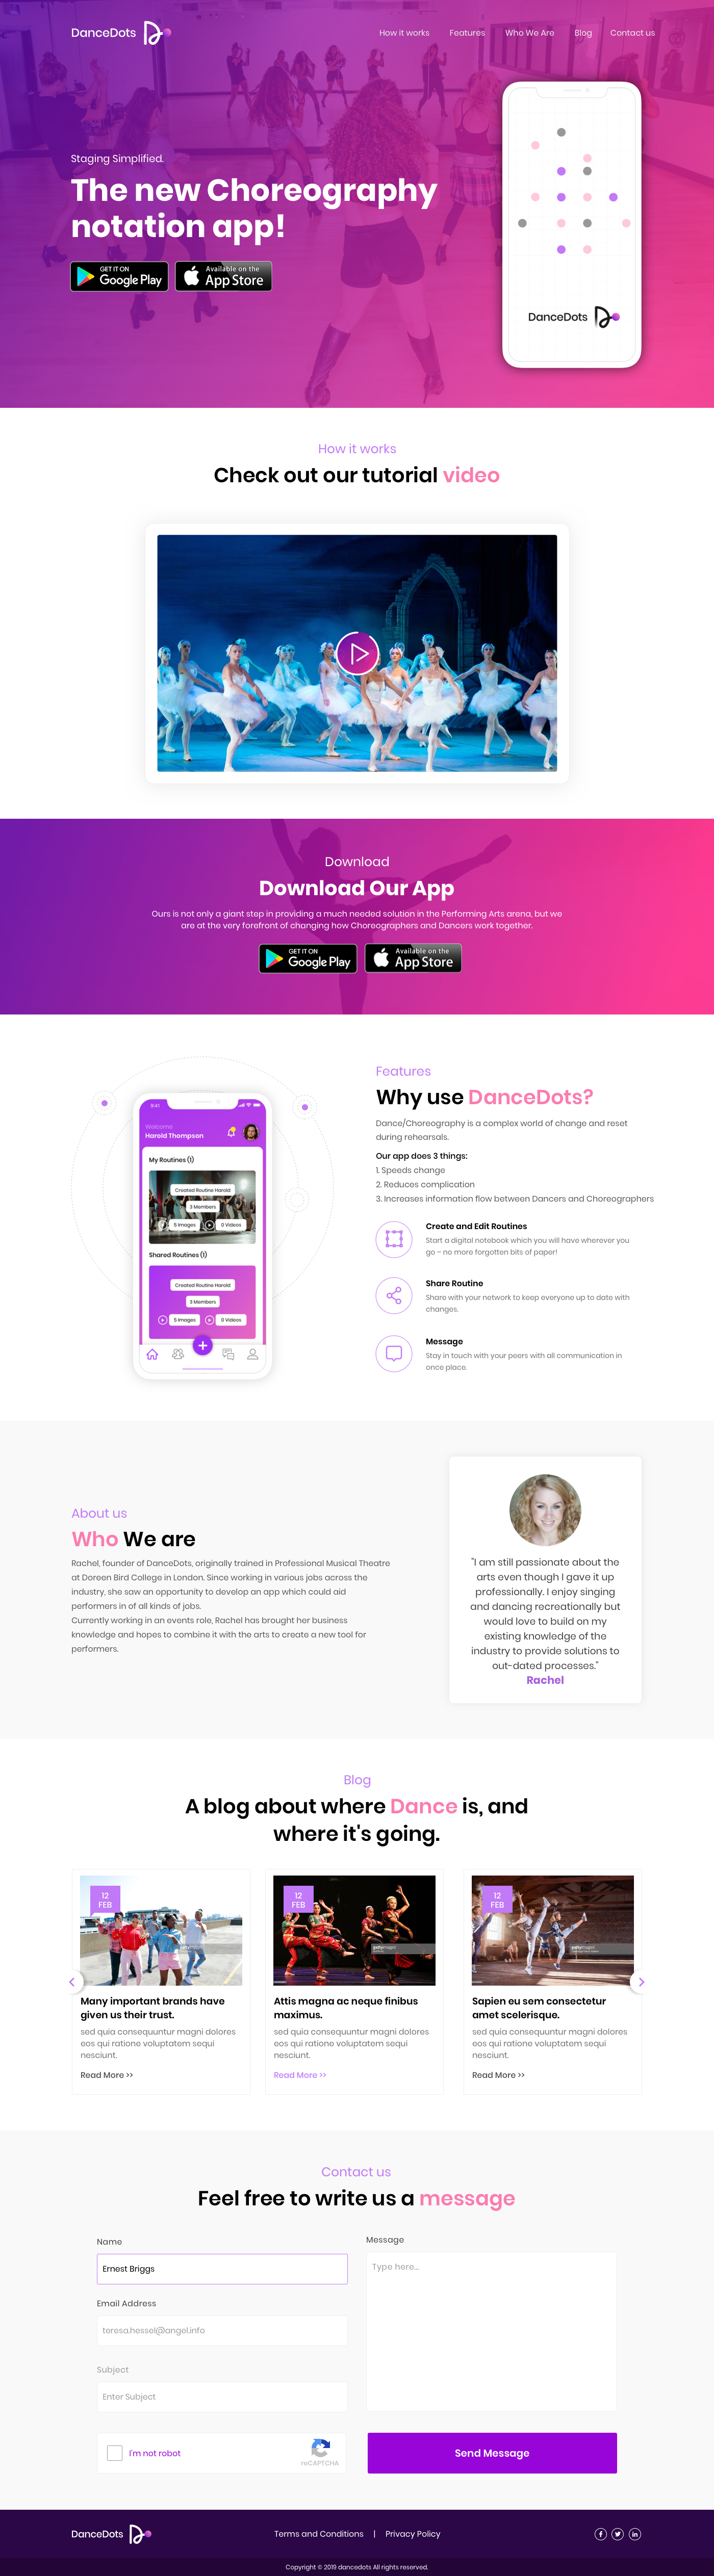 DanceDots
How it works
Features
Who We Are
Blog
Contact us
Staging Simplified.
The new Choreography
notation app!
GET IT ON
Google Play
Available on the
App Store
DanceDots
How it works
Check out our tutorial video
Download
Download Our App
Ours is not only a giant step in providing a much needed solution in the Performing Arts arena, but we
are at the very forefront of changing how Choreographers and Dancers work together.
GET IT ON
Google Play
Available on the
App Store
9:41
Welcome
Harold Thompson
My Routines (1)
Created Routine Harold
3 Members
5 Images
0 Videos
Shared Routines (1)
Created Routine Harold
3 Members
5 Images
0 Videos
Features
Why use DanceDots?
Dance/Choreography is a complex world of change and reset
during rehearsals.
Our app does 3 things:
1. Speeds change
2. Reduces complication
3. Increases information flow between Dancers and Choreographers
Create and Edit Routines
Start a digital notebook which you will have wherever you
go – no more forgotten bits of paper!
Share Routine
Share with your network to keep everyone up to date with
changes.
Message
Stay in touch with your peers with all communication in
once place.
About us
Who We are
Rachel, founder of DanceDots, originally trained in Professional Musical Theatre
at Doreen Bird College in London. Since working in various jobs across the
industry, she saw an opportunity to develop an app which could aid
performers in of all kinds of jobs.
Currently working in an events role, Rachel has brought her business
knowledge and hopes to combine it with the arts to create a new tool for
performers.
"I am still passionate about the
arts even though I gave it up
professionally. I enjoy singing
and dancing recreationally but
would love to build on my
existing knowledge of the
industry to provide solutions to
out-dated processes."
Rachel
Blog
A blog about where Dance is, and
where it's going.
12
FEB
Many important brands have
given us their trust.
sed quia consequuntur magni dolores
eos qui ratione voluptatem sequi
nesciunt.
Read More >>
12
FEB
gettyimages
Attis magna ac neque finibus
maximus.
sed quia consequuntur magni dolores
eos qui ratione voluptatem sequi
nesciunt.
Read More >>
12
FEB
gettyimages
Sapien eu sem consectetur
amet scelerisque.
sed quia consequuntur magni dolores
eos qui ratione voluptatem sequi
nesciunt.
Read More >>
Contact us
Feel free to write us a message
Name
Ernest Briggs
Email Address
teresa.hessel@angel.info
Subject
Enter Subject
Message
Type here...
I'm not robot
reCAPTCHA
Send Message
DanceDots
Terms and Conditions | Privacy Policy
Copyright © 2019 dancedots All rights reserved.